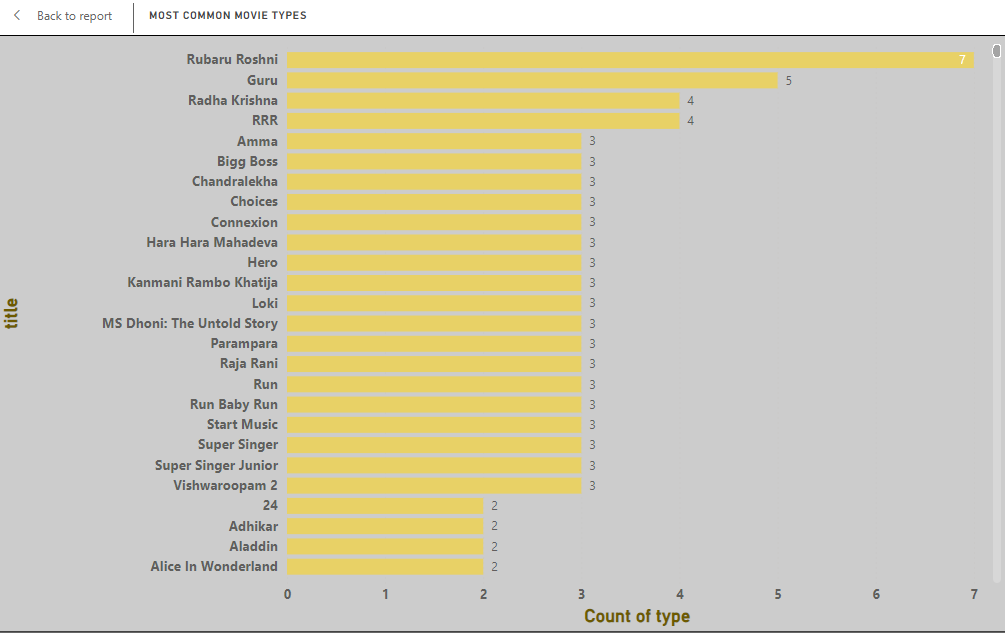 Back to report
MOST COMMON MOVIE TYPES
title
Rubaru Roshni 7
Guru 5
Radha Krishna 4
RRR 4
Amma 3
Bigg Boss 3
Chandralekha 3
Choices 3
Connexion 3
Hara Hara Mahadeva 3
Hero 3
Kanmani Rambo Khatija 3
Loki 3
MS Dhoni: The Untold Story 3
Parampara 3
Raja Rani 3
Run 3
Run Baby Run 3
Start Music 3
Super Singer 3
Super Singer Junior 3
Vishwaroopam 2 3
24 2
Adhikar 2
Aladdin 2
Alice In Wonderland 2
0 1 2 3 4 5 6 7
Count of type